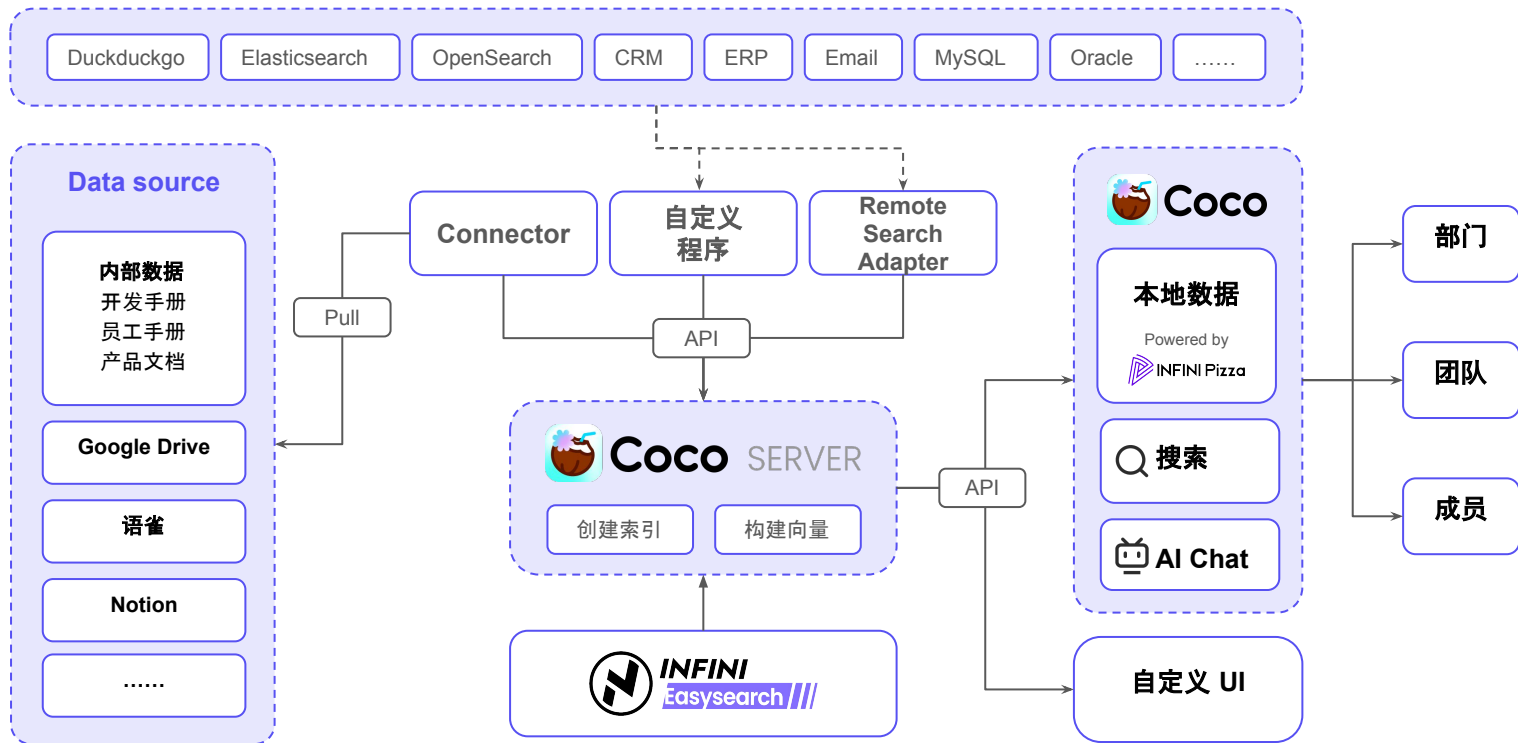 Duckduckgo
Elasticsearch
OpenSearch
CRM
ERP
Email
MySQL
Oracle
……
Data source
内部数据
开发手册
员工手册
产品文档
Google Drive
语雀
Notion
……
Pull
Connector
自定义
程序
Remote
Search
Adapter
API
Coco SERVER
创建索引
构建向量
INFINI
Easysearch
API
Coco
本地数据
Powered by
INFINI Pizza
搜索
AI Chat
自定义 UI
部门
团队
成员